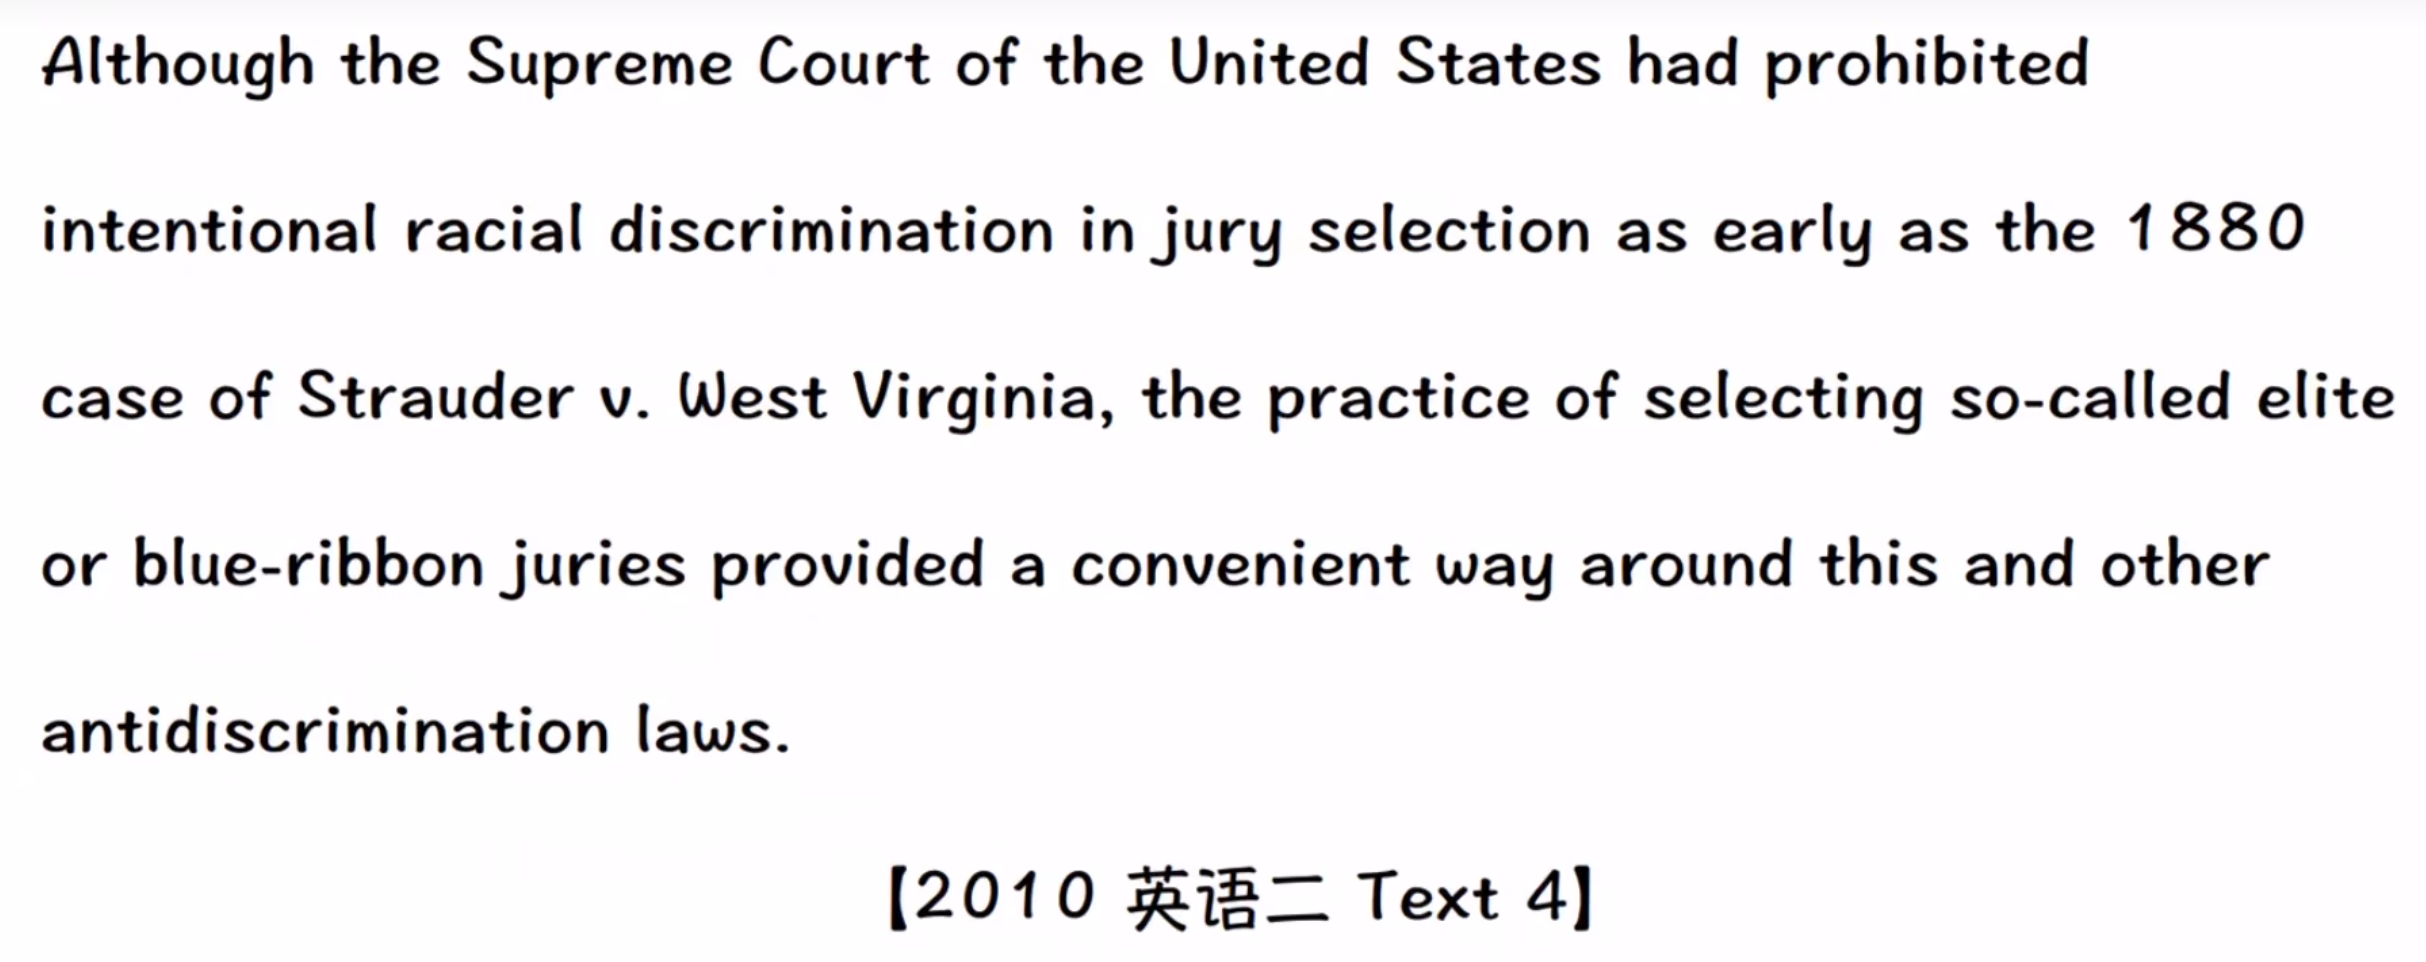 Although the Supreme Court of the United States had prohibited
intentional racial discrimination in jury selection as early as the 1880
case of Strauder v. West Virginia, the practice of selecting so-called elite
or blue-ribbon juries provided a convenient way around this and other
antidiscrimination laws.
【2010 英语二 Text 4】